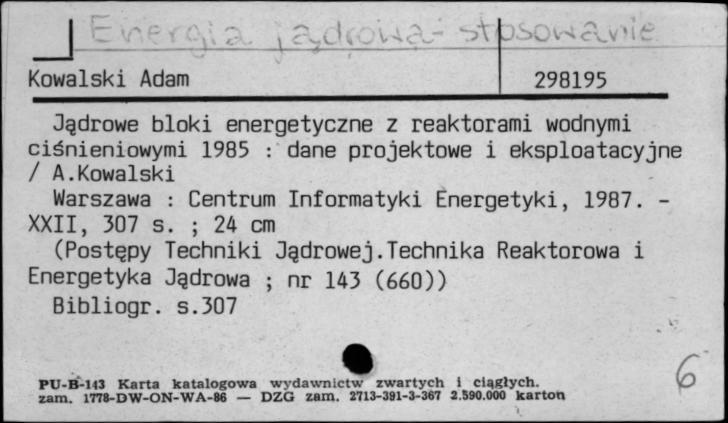 Energia jądrowa - stosowanie
Kowalski Adam 298195
Jądrowe bloki energetyczne z reaktorami wodnymi
ciśnieniowymi 1985 : dane projektowe i eksploatacyjne
/ A.Kowalski
Warszawa : Centrum Informatyki Energetyki, 1987. -
XXII, 307 s. ; 24 cm
(Postępy Techniki Jądrowej.Technika Reaktorowa i
Energetyka Jądrowa ; nr 143 (660))
Bibliogr. s.307
6
PU-B-143 Karta katalogowa wydawnictw zwartych i ciągłych.
zam. 1778-DW-ON-WA-86 — DZG zam. 2713-391-3-367 2.590.000 karton